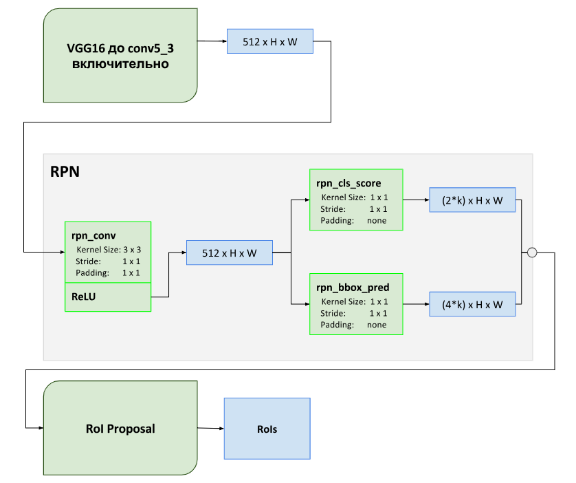 VGG16 до conv5_3
включительно
512 x H x W
RPN
rpn_conv
Kernel Size: 3 x 3
Stride: 1 x 1
Padding: 1 x 1
ReLU
512 x H x W
rpn_cls_score
Kernel Size: 1 x 1
Stride: 1 x 1
Padding: none
(2*k) x H x W
rpn_bbox_pred
Kernel Size: 1 x 1
Stride: 1 x 1
Padding: none
(4*k) x H x W
RoI Proposal
RoIs